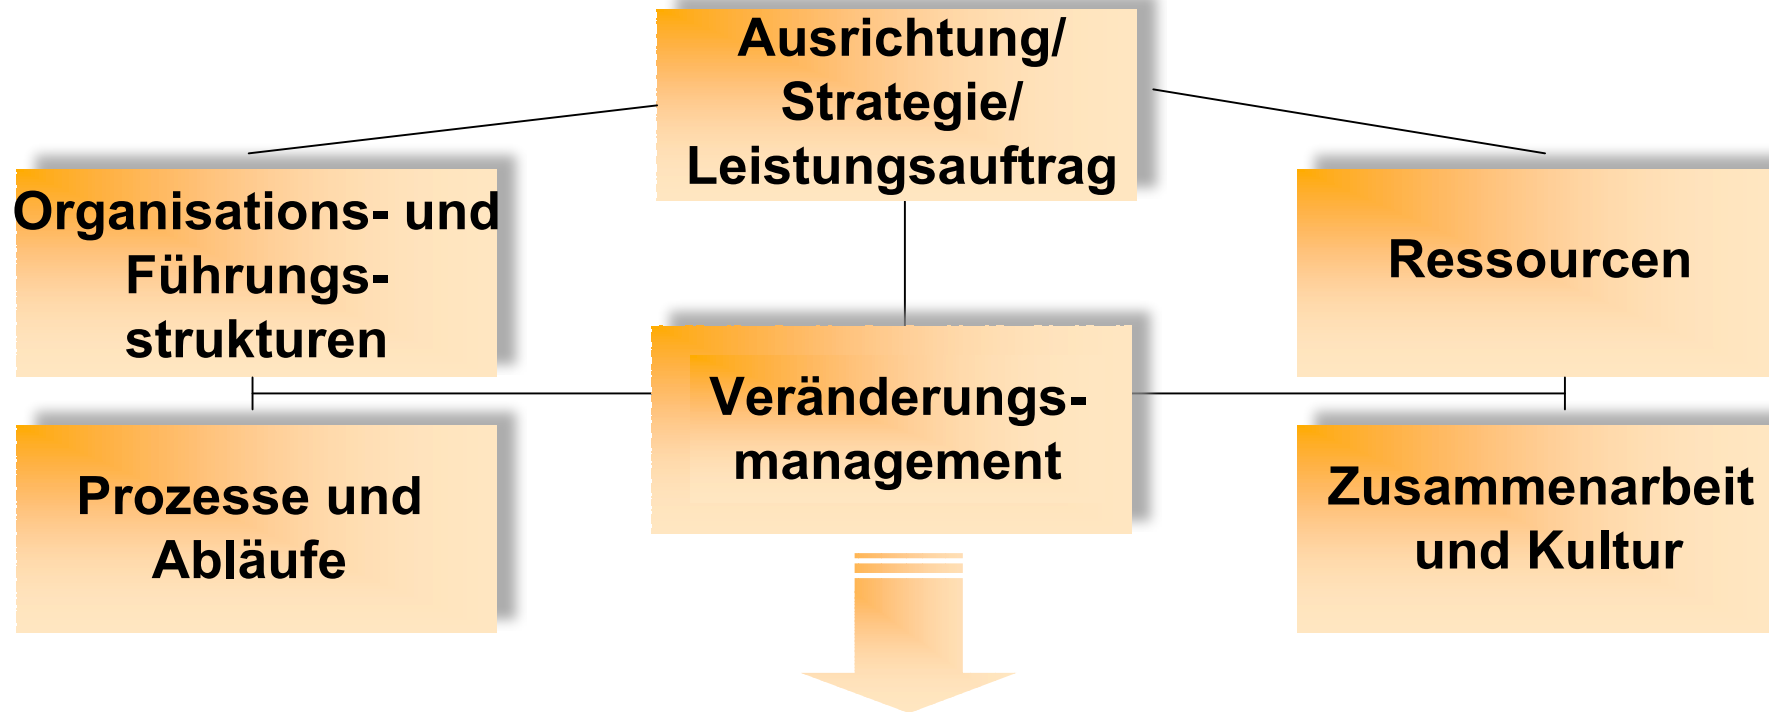 Ausrichtung/
Strategie/
Leistungsauftrag
Organisations- und
Führungs-
strukturen
Ressourcen
Veränderungs-
management
Prozesse und
Abläufe
Zusammenarbeit
und Kultur